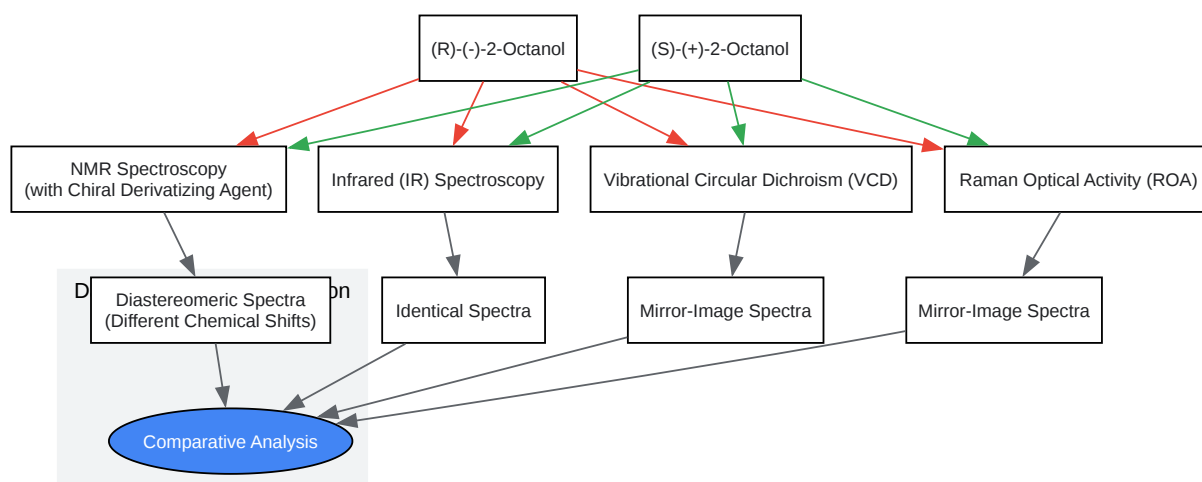 (R)-(-)-2-Octanol
(S)-(+)-2-Octanol
NMR Spectroscopy
(with Chiral Derivatizing Agent)
Infrared (IR) Spectroscopy
Vibrational Circular Dichroism (VCD)
Raman Optical Activity (ROA)
Diastereomeric Spectra
(Different Chemical Shifts)
Identical Spectra
Mirror-Image Spectra
Mirror-Image Spectra
Comparative Analysis